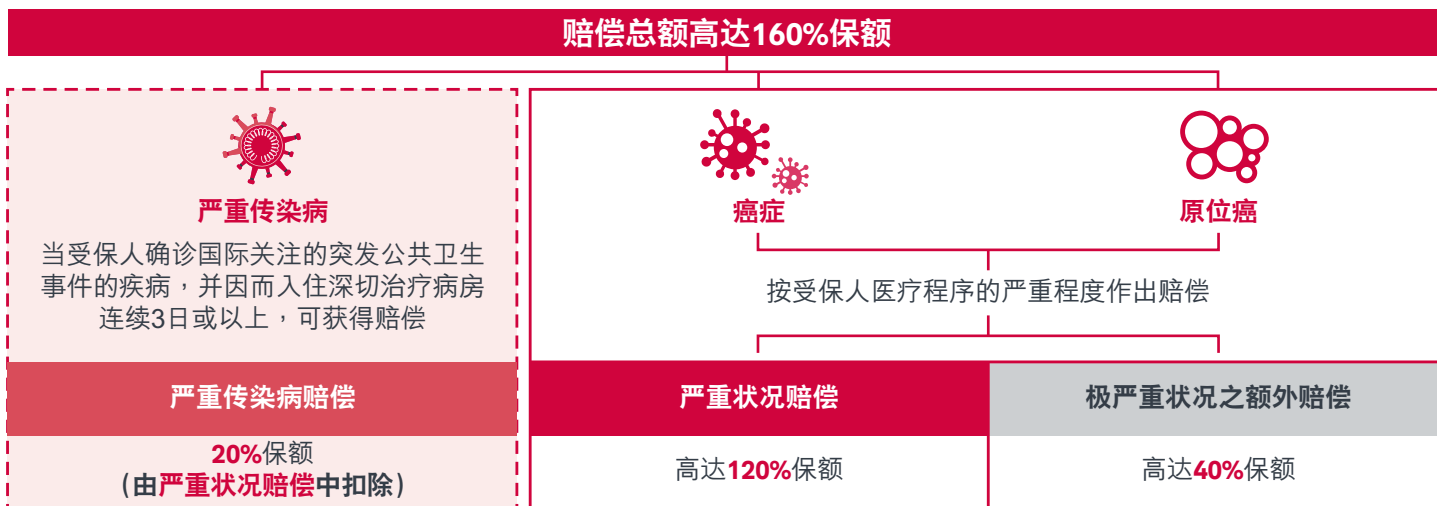 赔偿总额高达160%保额
严重传染病
当受保人确诊国际关注的突发公共卫生
事件的疾病，并因而入住深切治疗病房
连续3日或以上，可获得赔偿
严重传染病赔偿
20%保额
(由严重状况赔偿中扣除)
癌症
原位癌
按受保人医疗程序的严重程度作出赔偿
严重状况赔偿
极严重状况之额外赔偿
高达120%保额
高达40%保额